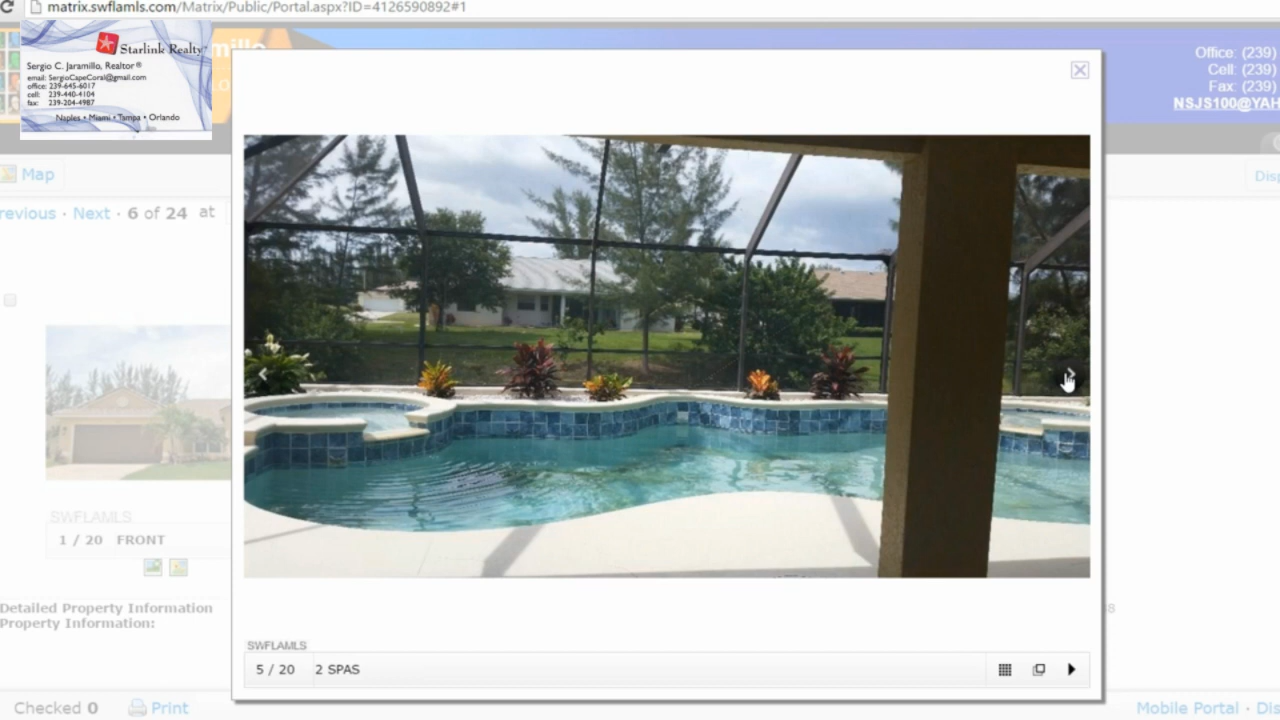 matrix.swflamls.com/Matrix/Public/Portal.aspx?ID=4126590892#1
Starlink Realty
Sergio C. Jaramillo, Realtor®
email: SergioCapeCoral@gmail.com
office: 239-645-6017
cell: 239-440-4104
fax: 239-204-4987
Naples • Miami • Tampa • Orlando
Office: (239)
Cell: (239)
Fax: (239)
NSJS100@YAH
Map
Disp
revious · Next · 6 of 24 at
SWFLAMLS
1 / 20 FRONT
Detailed Property Information
Property Information:
SWFLAMLS
5 / 20 2 SPAS
Checked 0 Print
Mobile Portal · Dis